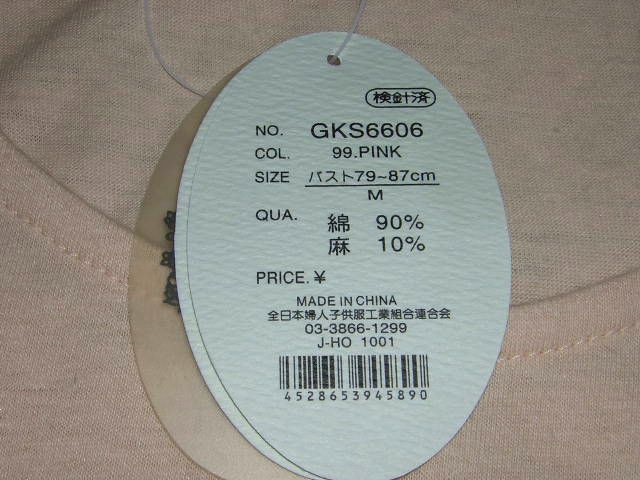 検針済
NO. GKS6606
COL. 99.PINK
SIZE バスト79~87cm
M
QUA. 綿 90%
麻 10%
PRICE. ¥
MADE IN CHINA
全日本婦人子供服工業組合連合会
03-3866-1299
J-HO 1001
4528653945890